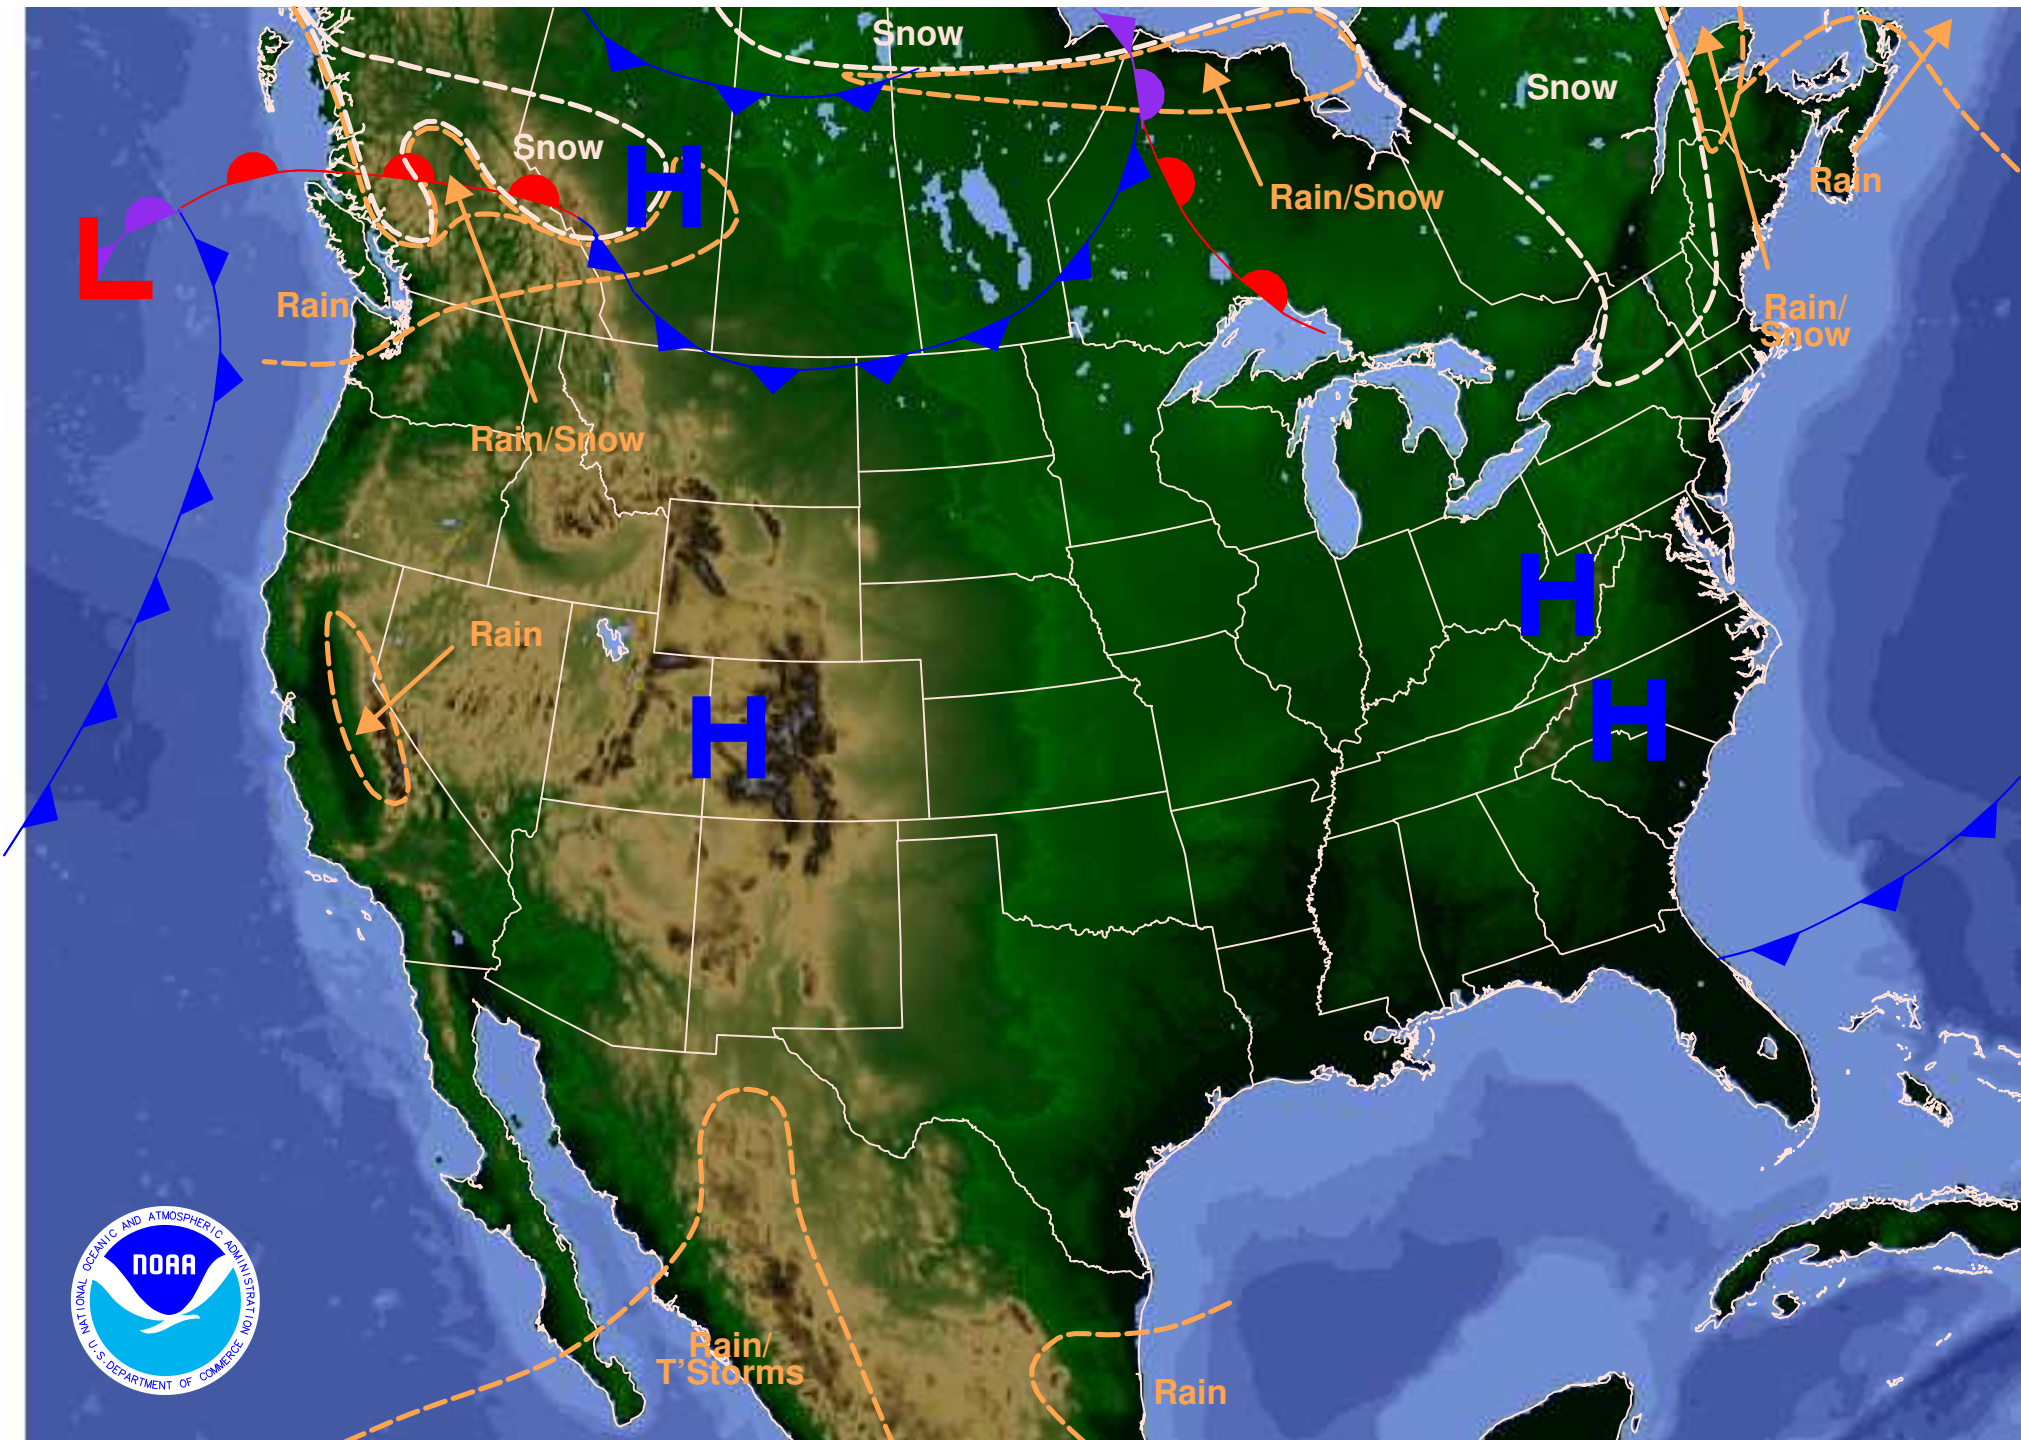 Snow
Snow
Snow
Rain/Snow
Rain
H
L
Rain
Rain/
Snow
Rain/Snow
H
Rain
H
H
NATIONAL OCEANIC AND ATMOSPHERIC ADMINISTRATION
NOAA
U.S. DEPARTMENT OF COMMERCE
Rain/
T'Storms
Rain